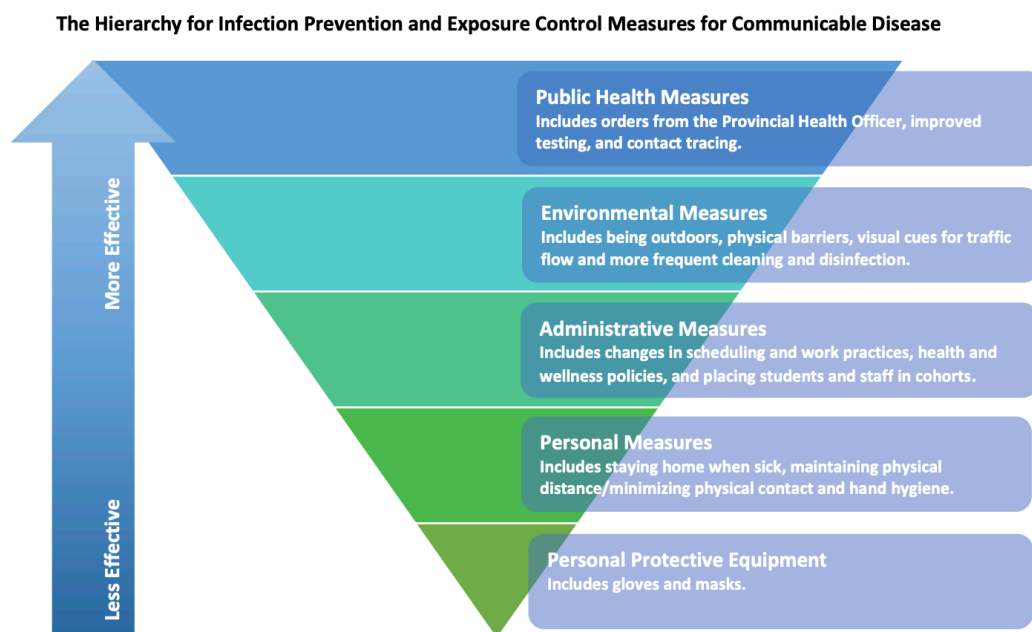 The Hierarchy for Infection Prevention and Exposure Control Measures for Communicable Disease
More Effective
Less Effective
Public Health Measures
Includes orders from the Provincial Health Officer, improved
testing, and contact tracing.
Environmental Measures
Includes being outdoors, physical barriers, visual cues for traffic
flow and more frequent cleaning and disinfection.
Administrative Measures
Includes changes in scheduling and work practices, health and
wellness policies, and placing students and staff in cohorts.
Personal Measures
Includes staying home when sick, maintaining physical
distance/minimizing physical contact and hand hygiene.
Personal Protective Equipment
Includes gloves and masks.